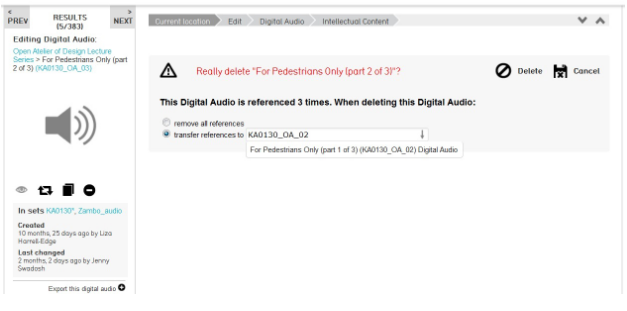 < RESULTS >
PREV (5/383) NEXT
Editing Digital Audio:
Open Atelier of Design Lecture
Series > For Pedestrians Only (part
2 of 3) (KA0130_OA_03)
In sets KA0130*, Zambo_audio
Created
10 months, 25 days ago by Liza
Harrell-Edge
Last changed
2 months, 2 days ago by Jenny
Swadosh
Export this digital audio
Current location Edit Digital Audio Intellectual Content
Really delete "For Pedestrians Only (part 2 of 3)"?
Delete Cancel
This Digital Audio is referenced 3 times. When deleting this Digital Audio:
remove all references
transfer references to KA0130_OA_02
For Pedestrians Only (part 1 of 3) (KA0130_OA_02) Digital Audio